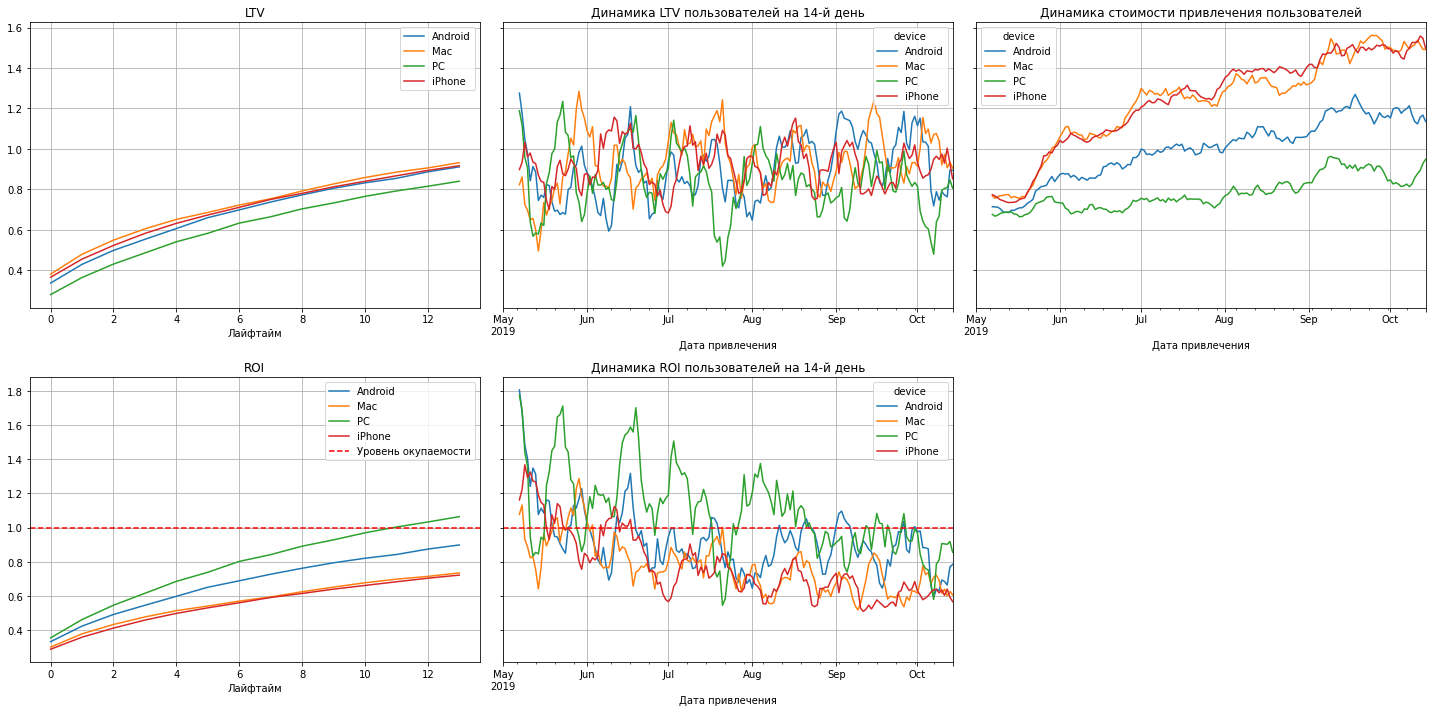 LTV
1.6
1.4
1.2
1.0
0.8
0.6
0.4
0 2 4 6 8 10 12
Лайфтайм
Android
Mac
PC
iPhone
Динамика LTV пользователей на 14-й день
device
Android
Mac
PC
iPhone
May Jun Jul Aug Sep Oct
2019
Дата привлечения
Динамика стоимости привлечения пользователей
device
Android
Mac
PC
iPhone
May Jun Jul Aug Sep Oct
2019
Дата привлечения
ROI
1.8
1.6
1.4
1.2
1.0
0.8
0.6
0.4
0 2 4 6 8 10 12
Лайфтайм
Android
Mac
PC
iPhone
Уровень окупаемости
Динамика ROI пользователей на 14-й день
device
Android
Mac
PC
iPhone
May Jun Jul Aug Sep Oct
2019
Дата привлечения